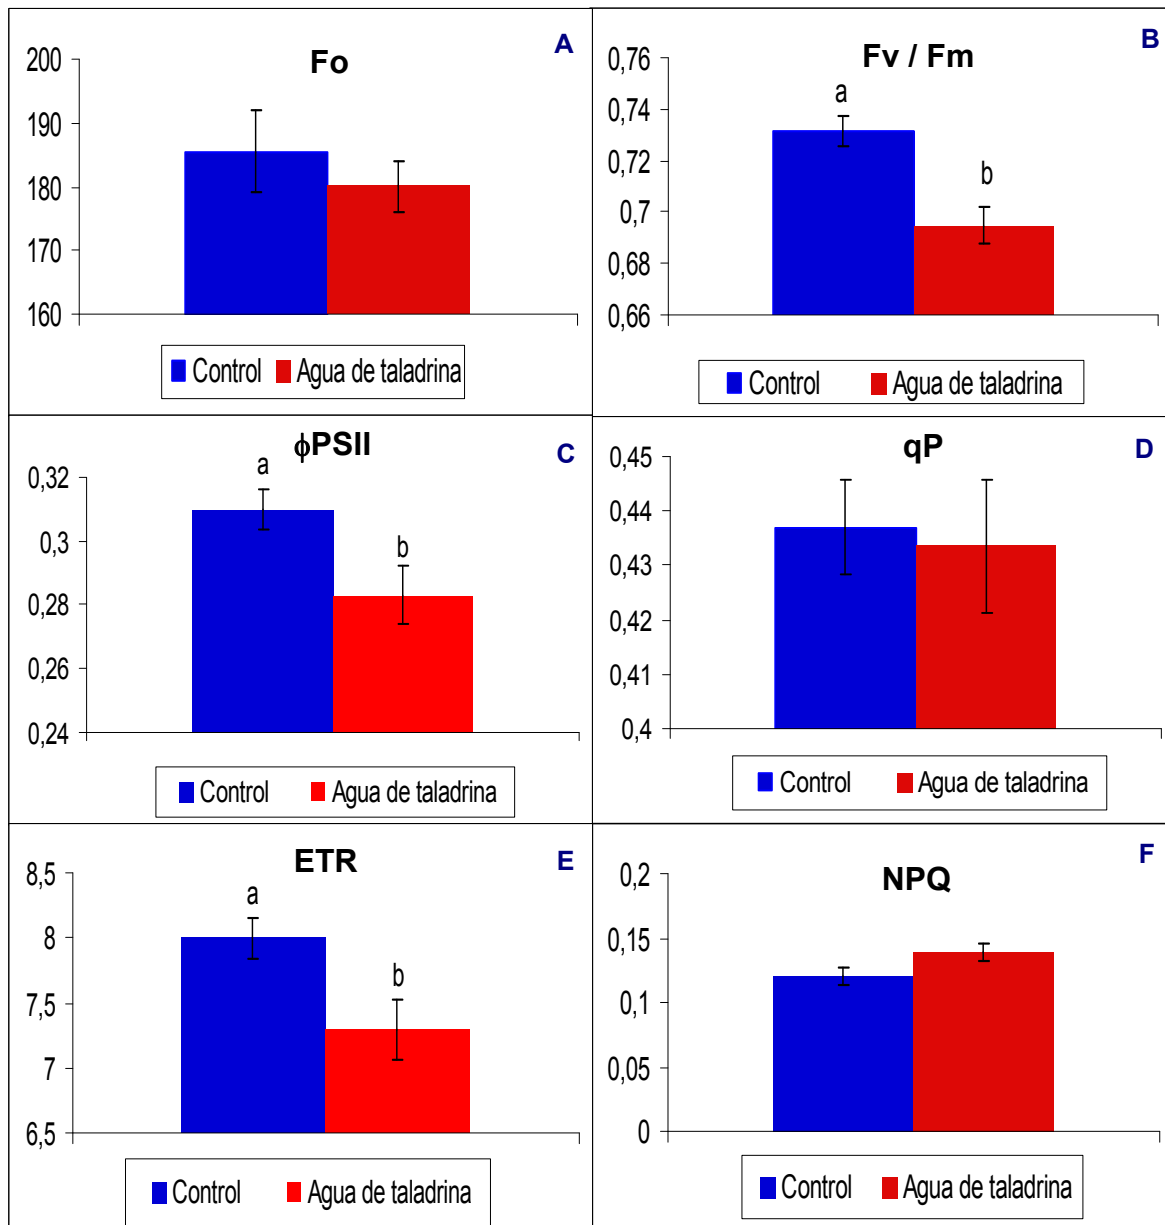 A
Fo
200
190
180
170
160
Control Agua de taladrina
B
Fv / Fm
0,76
0,74
0,72
0,7
0,68
0,66
a
b
Control Agua de taladrina
C
ϕPSII
0,32
0,3
0,28
0,26
0,24
a
b
Control Agua de taladrina
D
qP
0,45
0,44
0,43
0,42
0,41
0,4
Control Agua de taladrina
E
ETR
8,5
8
7,5
7
6,5
a
b
Control Agua de taladrina
F
NPQ
0,2
0,15
0,1
0,05
0
Control Agua de taladrina